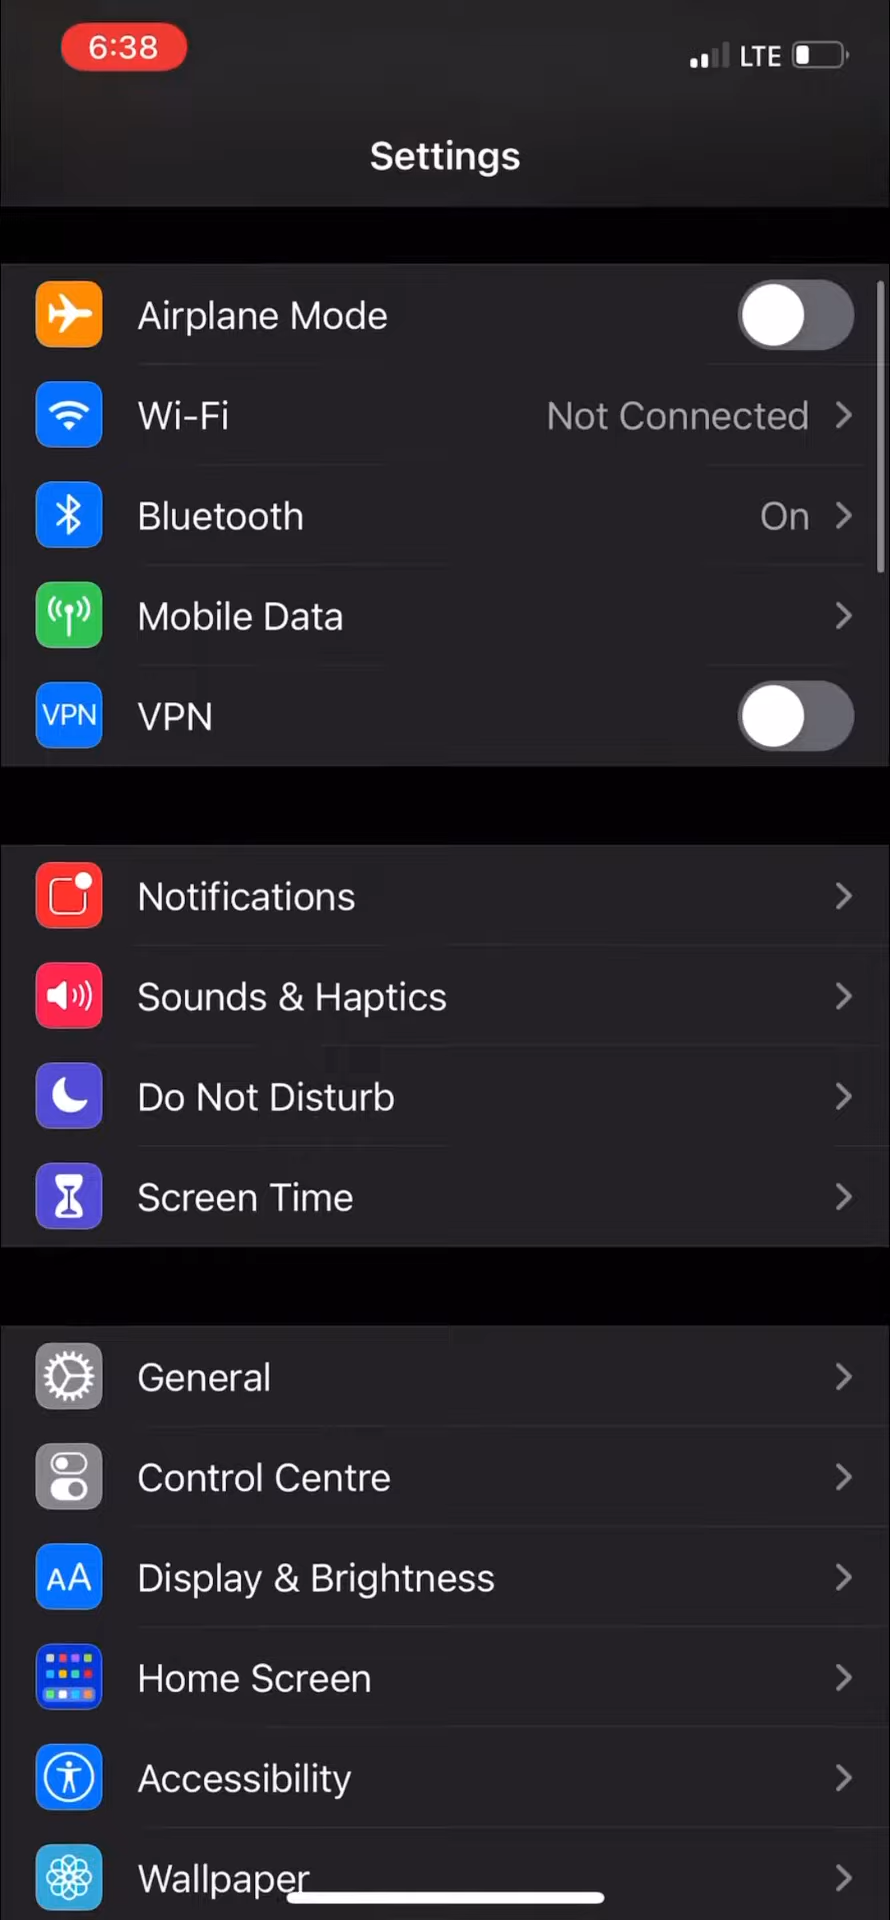 6:38
LTE
Settings
Airplane Mode
Wi-Fi Not Connected
Bluetooth On
Mobile Data
VPN VPN
Notifications
Sounds & Haptics
Do Not Disturb
Screen Time
General
Control Centre
AA Display & Brightness
Home Screen
Accessibility
Wallpaper